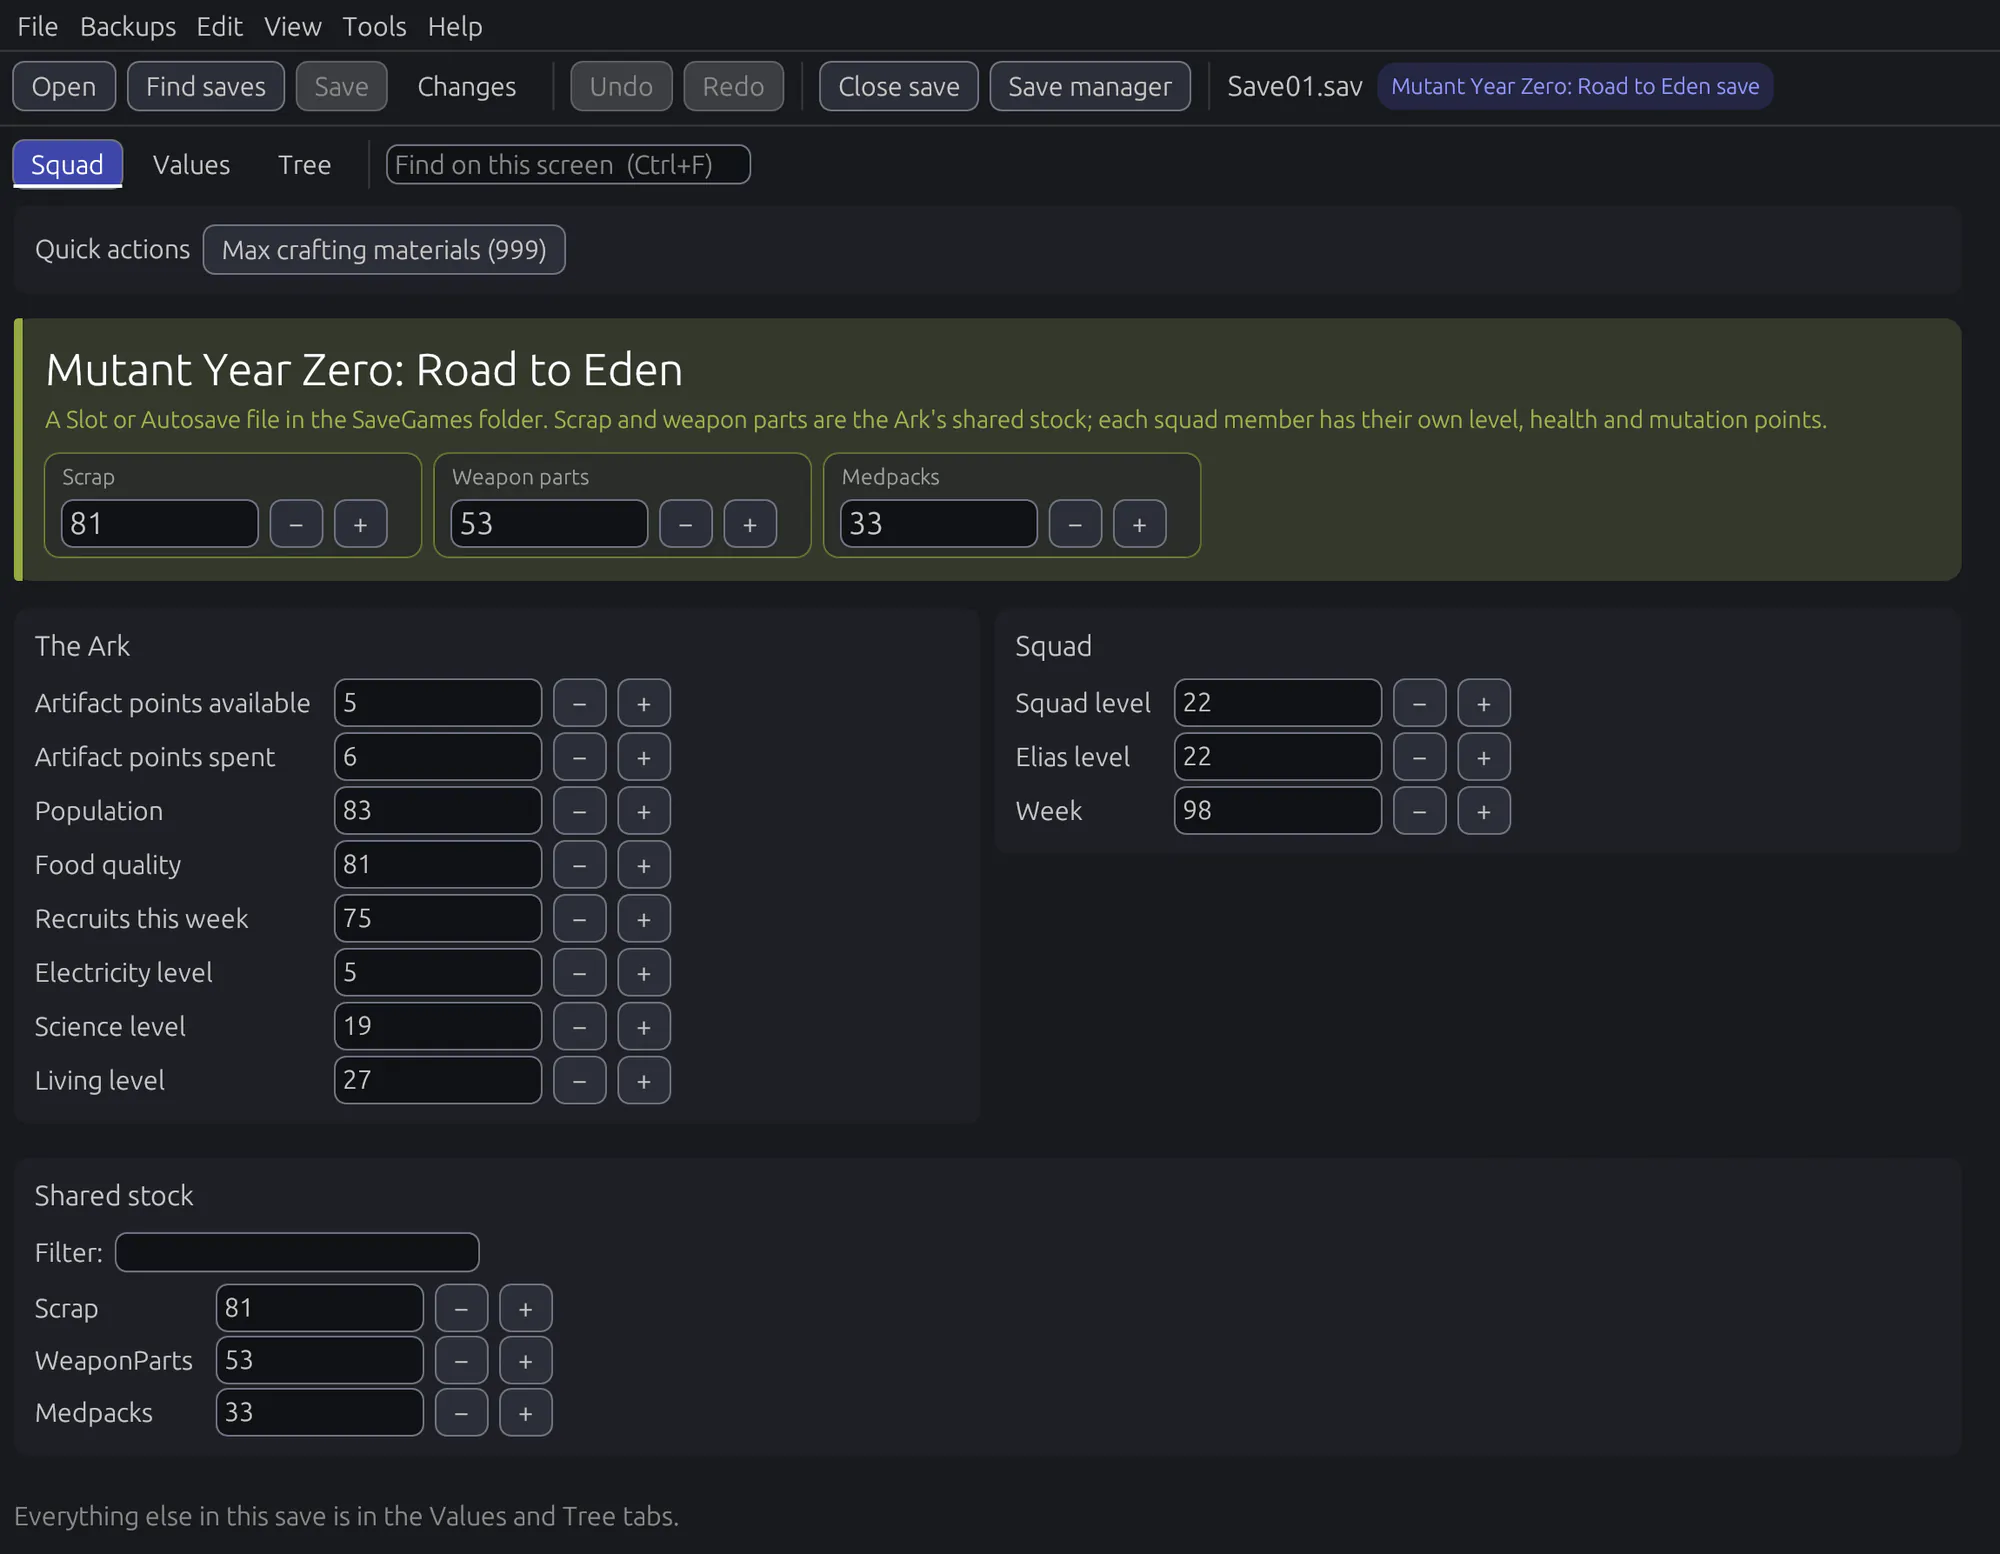 File Backups Edit View Tools Help
Open Find saves Save Changes Undo Redo Close save Save manager Save01.sav Mutant Year Zero: Road to Eden save
Squad Values Tree Find on this screen (Ctrl+F)
Quick actions Max crafting materials (999)
Mutant Year Zero: Road to Eden
A Slot or Autosave file in the SaveGames folder. Scrap and weapon parts are the Ark's shared stock; each squad member has their own level, health and mutation points.
Scrap Weapon parts Medpacks
81 − + 53 − + 33 − +
The Ark
Artifact points available 5 − +
Artifact points spent 6 − +
Population 83 − +
Food quality 81 − +
Recruits this week 75 − +
Electricity level 5 − +
Science level 19 − +
Living level 27 − +
Squad
Squad level 22 − +
Elias level 22 − +
Week 98 − +
Shared stock
Filter:
Scrap 81 − +
WeaponParts 53 − +
Medpacks 33 − +
Everything else in this save is in the Values and Tree tabs.